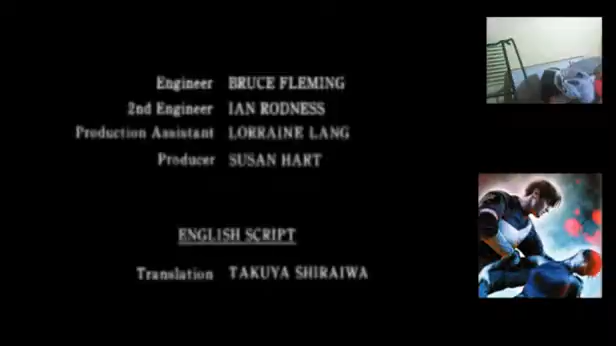 Engineer BRUCE FLEMING
2nd Engineer IAN RODNESS
Production Assistant LORRAINE LANG
Producer SUSAN HART
ENGLISH SCRIPT
Translation TAKUYA SHIRAIWA